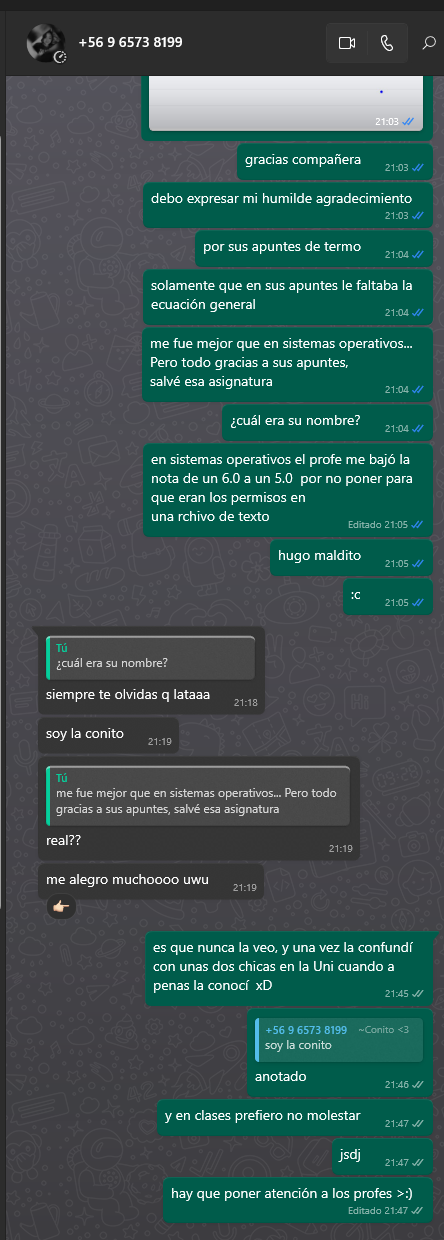 +56 9 6573 8199
21:03
gracias compañera
21:03
debo expresar mi humilde agradecimiento
21:03
por sus apuntes de termo
21:04
solamente que en sus apuntes le faltaba la
ecuación general
21:04
me fue mejor que en sistemas operativos...
Pero todo gracias a sus apuntes,
salvé esa asignatura
21:04
¿cuál era su nombre?
21:04
en sistemas operativos el profe me bajó la
nota de un 6.0 a un 5.0 por no poner para
que eran los permisos en
una rchivo de texto
Editado 21:05
hugo maldito
21:05
:c
21:05
Tú
¿cuál era su nombre?
siempre te olvidas q lataaa
21:18
soy la conito
21:19
Tú
me fue mejor que en sistemas operativos... Pero todo
gracias a sus apuntes, salvé esa asignatura
real??
21:19
me alegro muchoooo uwu
21:19
es que nunca la veo, y una vez la confundí
con unas dos chicas en la Uni cuando a
penas la conocí xD
21:45
+56 9 6573 8199 ~Conito <3
soy la conito
anotado
21:46
y en clases prefiero no molestar
21:47
jsdj
21:47
hay que poner atención a los profes >:)
Editado 21:47